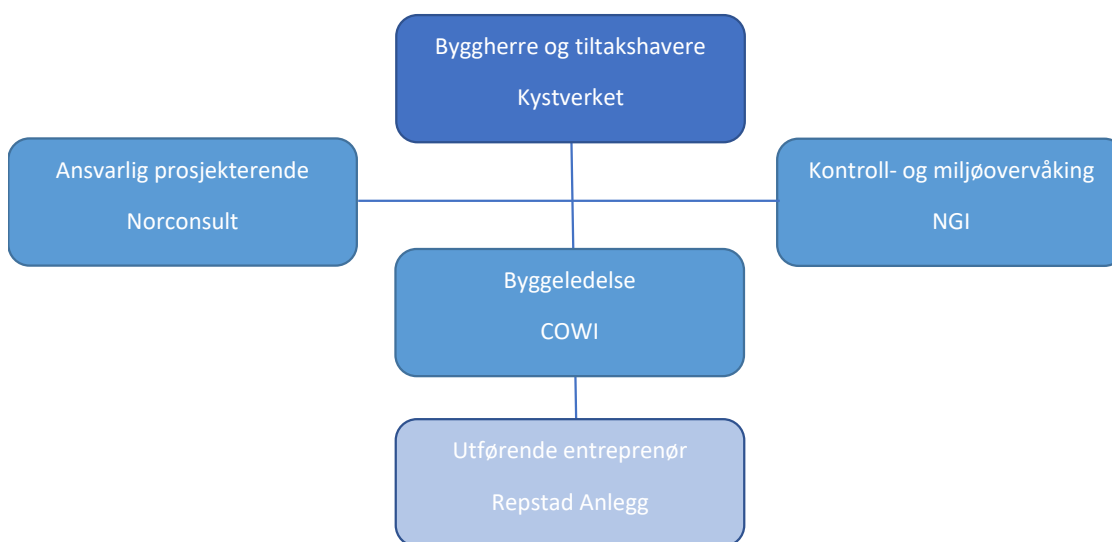 Byggherre og tiltakshavere
Kystverket
Ansvarlig prosjekterende
Norconsult
Kontroll- og miljøovervåking
NGI
Byggeledelse
COWI
Utførende entreprenør
Repstad Anlegg